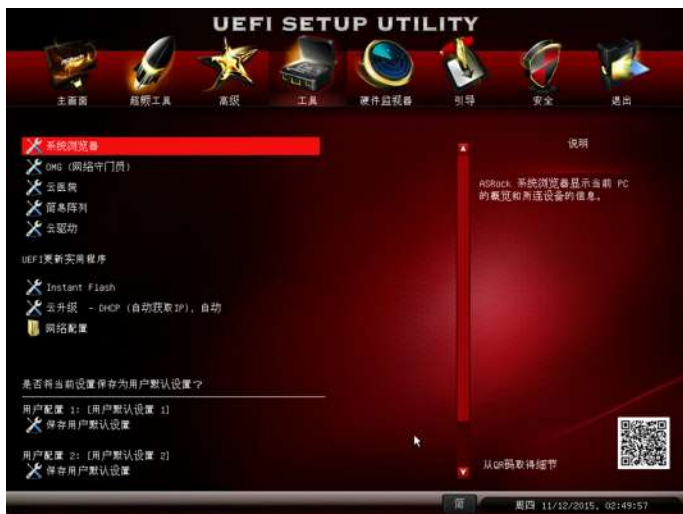 UEFI SETUP UTILITY
主画面 超频工具 高级 工具 硬件监视器 引导 安全 退出
系统浏览器
OMG (网络守门员)
云医院
简易阵列
云驱动
UEFI更新实用程序
Instant Flash
云升级 - DHCP (自动获取IP), 自动
网络配置
是否将当前设置保存为用户默认设置?
用户配置 1: [用户默认设置 1]
保存用户默认设置
用户配置 2: [用户默认设置 2]
保存用户默认设置
说明
ASRock 系统浏览器显示当前 PC
的概览和所连设备的信息。
从QR码取得细节
简
周四 11/12/2015, 02:49:57